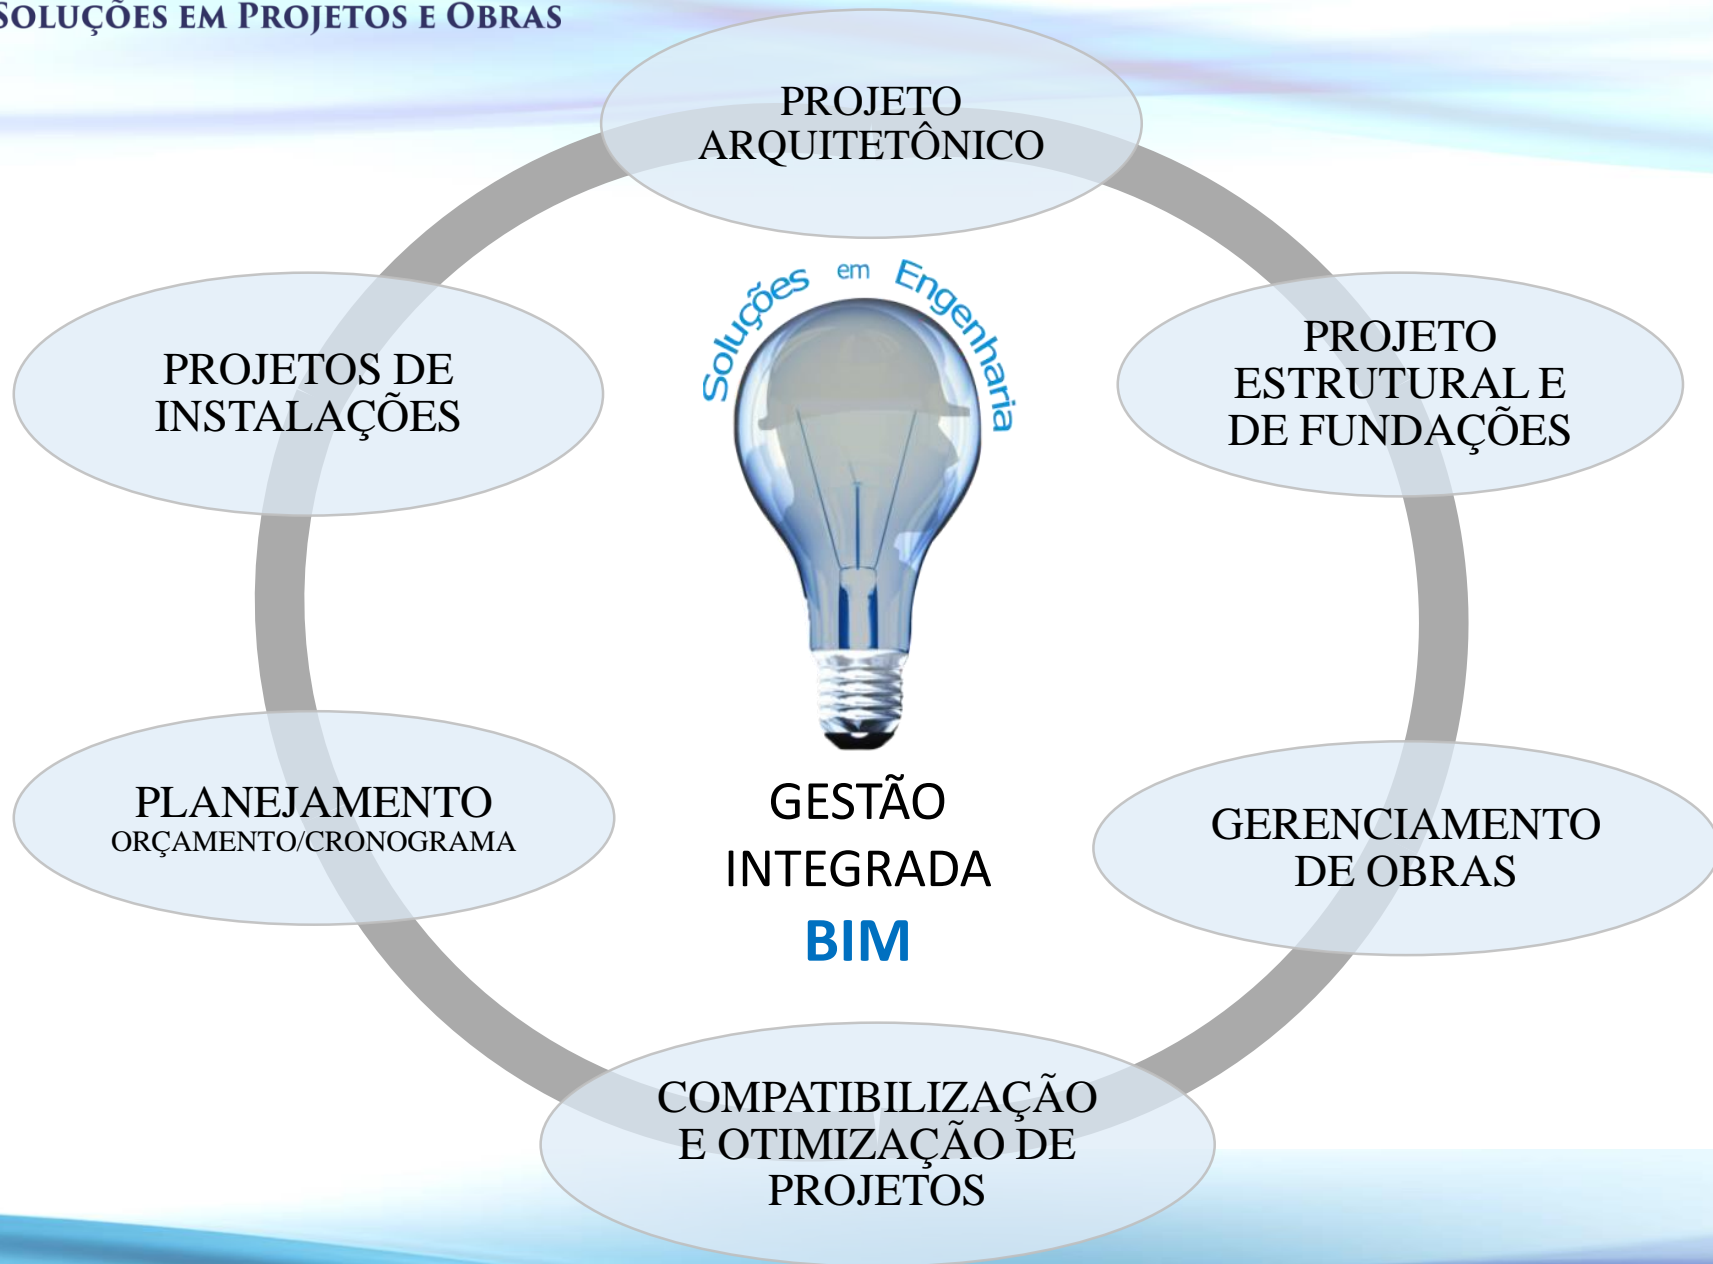 SOLUÇÕES EM PROJETOS E OBRAS
PROJETO
ARQUITETÔNICO
Soluções em Engenharia
PROJETOS DE
INSTALAÇÕES
PROJETO
ESTRUTURAL E
DE FUNDAÇÕES
PLANEJAMENTO
ORÇAMENTO/CRONOGRAMA
GESTÃO
INTEGRADA
BIM
GERENCIAMENTO
DE OBRAS
COMPATIBILIZAÇÃO
E OTIMIZAÇÃO DE
PROJETOS